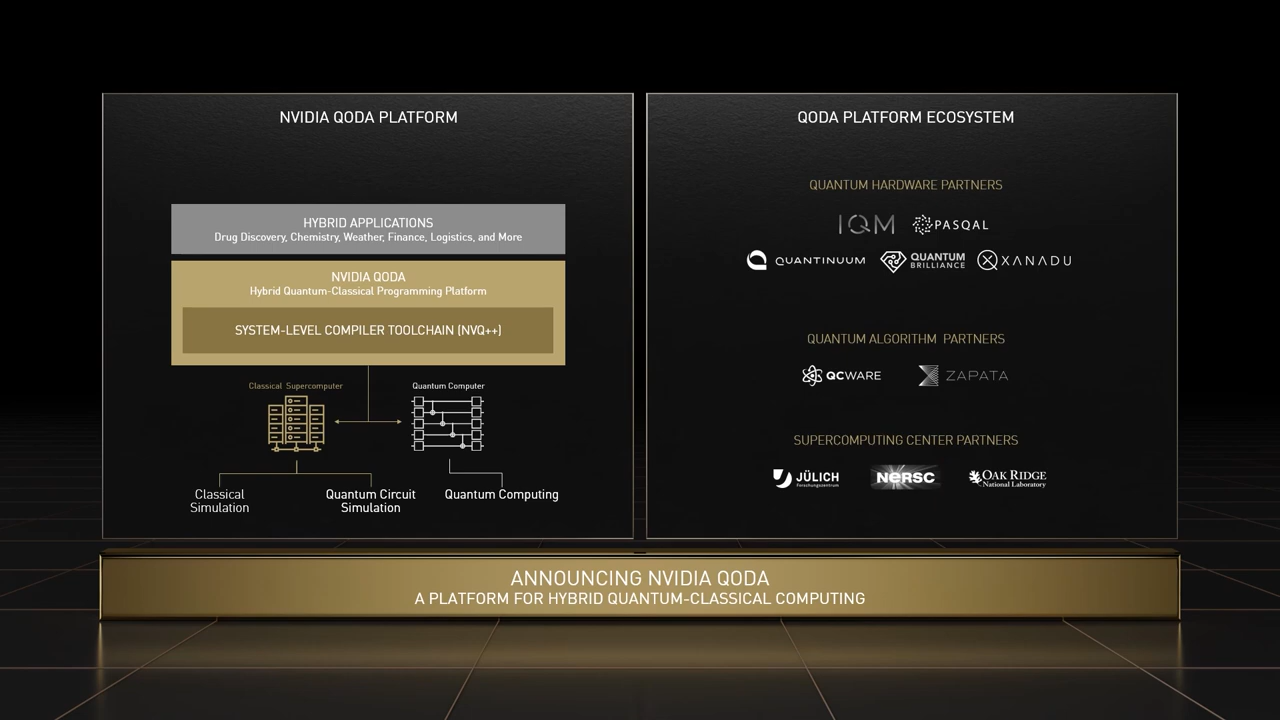 NVIDIA QODA PLATFORM
HYBRID APPLICATIONS
Drug Discovery, Chemistry, Weather, Finance, Logistics, and More
NVIDIA QODA
Hybrid Quantum-Classical Programming Platform
SYSTEM-LEVEL COMPILER TOOLCHAIN (NVQ++)
Classical Supercomputer
Quantum Computer
Classical
Simulation
Quantum Circuit
Simulation
Quantum Computing
QODA PLATFORM ECOSYSTEM
QUANTUM HARDWARE PARTNERS
IQM
PASQAL
QUANTINUUM
QUANTUM
BRILLIANCE
XANADU
QUANTUM ALGORITHM PARTNERS
QCWARE
ZAPATA
SUPERCOMPUTING CENTER PARTNERS
JÜLICH
Forschungszentrum
NERSC
OAK RIDGE
National Laboratory
ANNOUNCING NVIDIA QODA
A PLATFORM FOR HYBRID QUANTUM-CLASSICAL COMPUTING